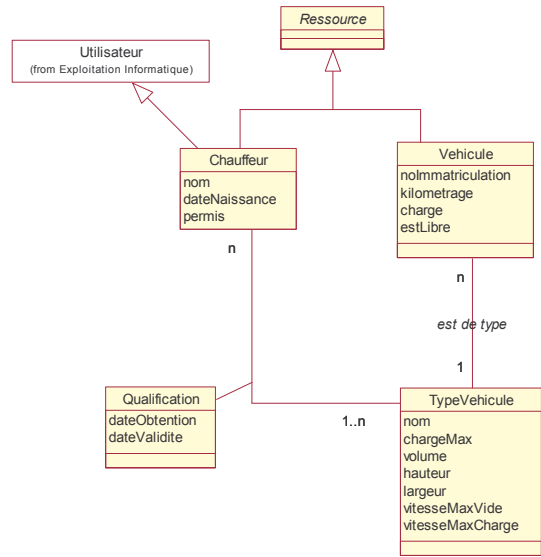 Ressource
Utilisateur
(from Exploitation Informatique)
Chauffeur
nom
dateNaissance
permis
Vehicule
noImmatriculation
kilometrage
charge
estLibre
n
n
est de type
1
Qualification
dateObtention
dateValidite
1..n
TypeVehicule
nom
chargeMax
volume
hauteur
largeur
vitesseMaxVide
vitesseMaxCharge